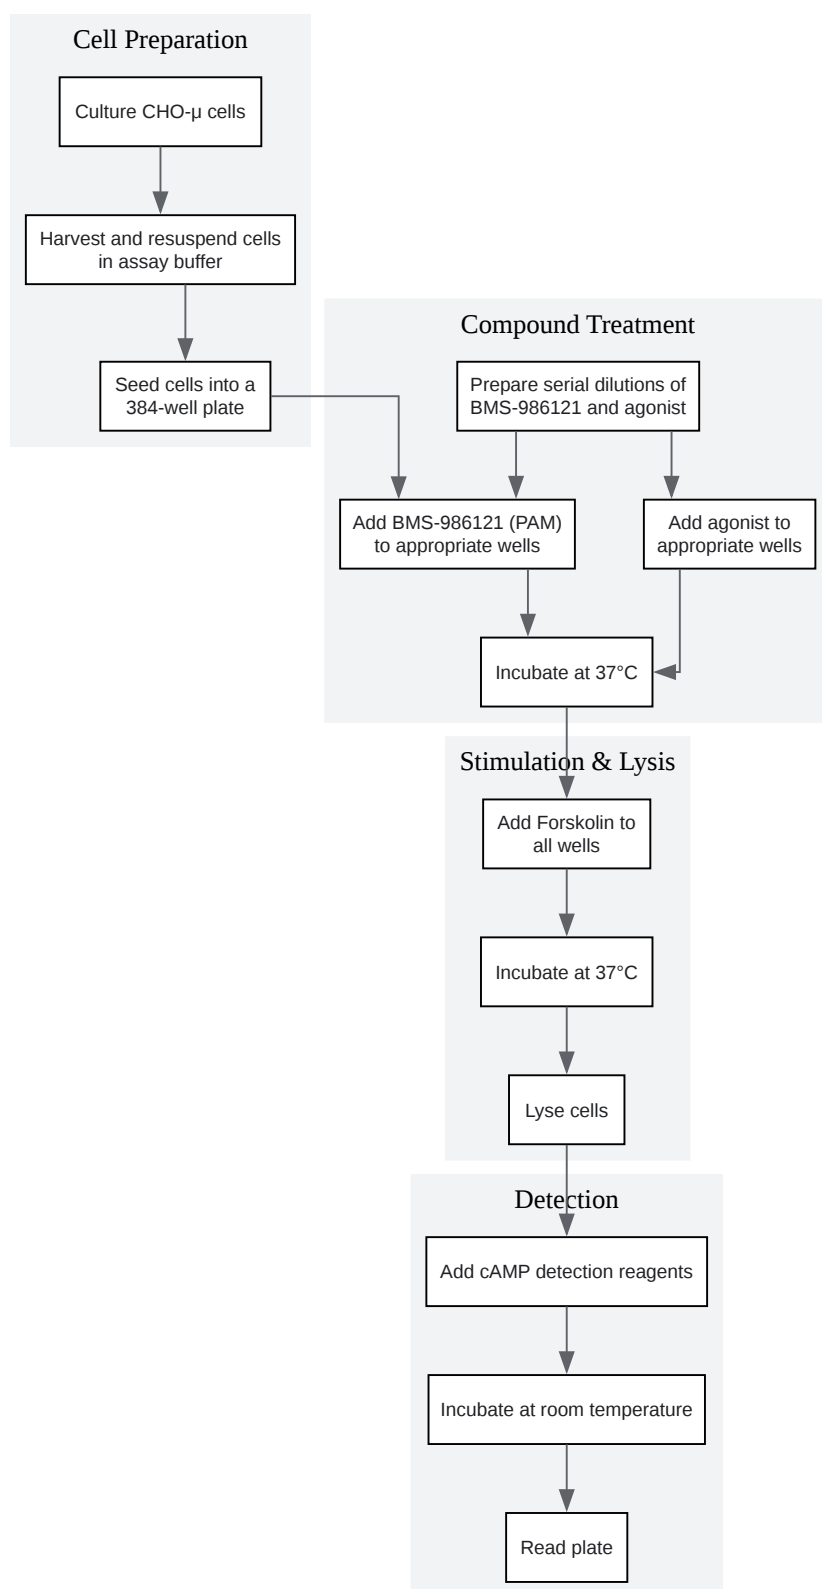 Cell Preparation
Culture CHO-μ cells
Harvest and resuspend cells
in assay buffer
Seed cells into a
384-well plate
Compound Treatment
Prepare serial dilutions of
BMS-986121 and agonist
Add BMS-986121 (PAM)
to appropriate wells
Add agonist to
appropriate wells
Incubate at 37°C
Stimulation & Lysis
Add Forskolin to
all wells
Incubate at 37°C
Lyse cells
Detection
Add cAMP detection reagents
Incubate at room temperature
Read plate